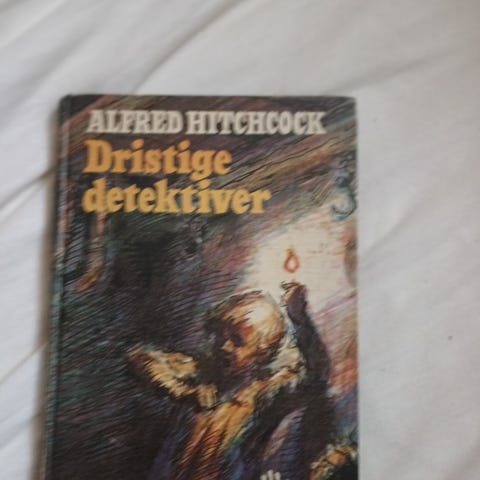 ALFRED HITCHCOCK
Dristige
detektiver